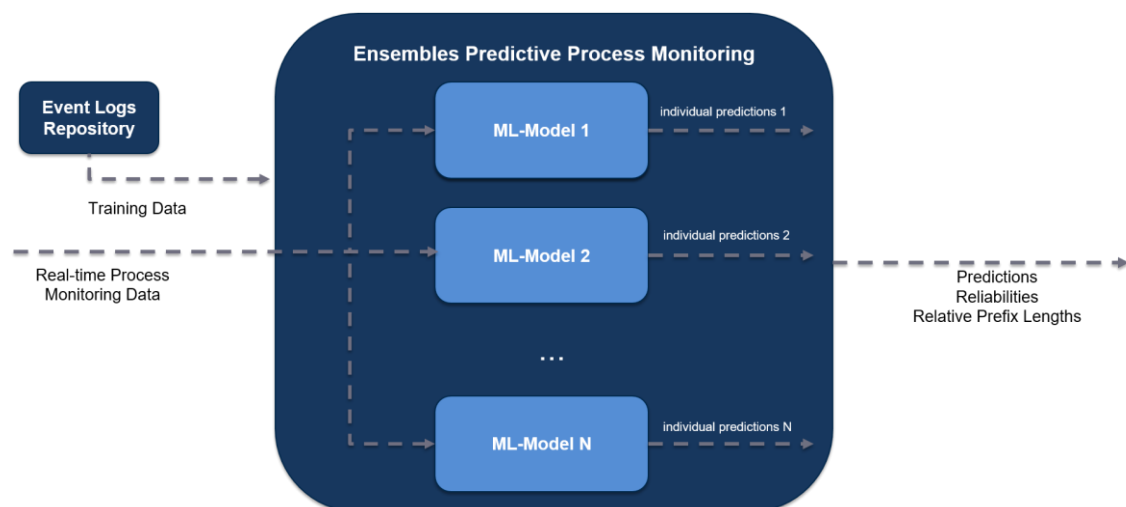 Ensembles Predictive Process Monitoring
Event Logs
Repository
Training Data
Real-time Process
Monitoring Data
ML-Model 1
individual predictions 1
ML-Model 2
individual predictions 2
...
ML-Model N
individual predictions N
Predictions
Reliabilities
Relative Prefix Lengths